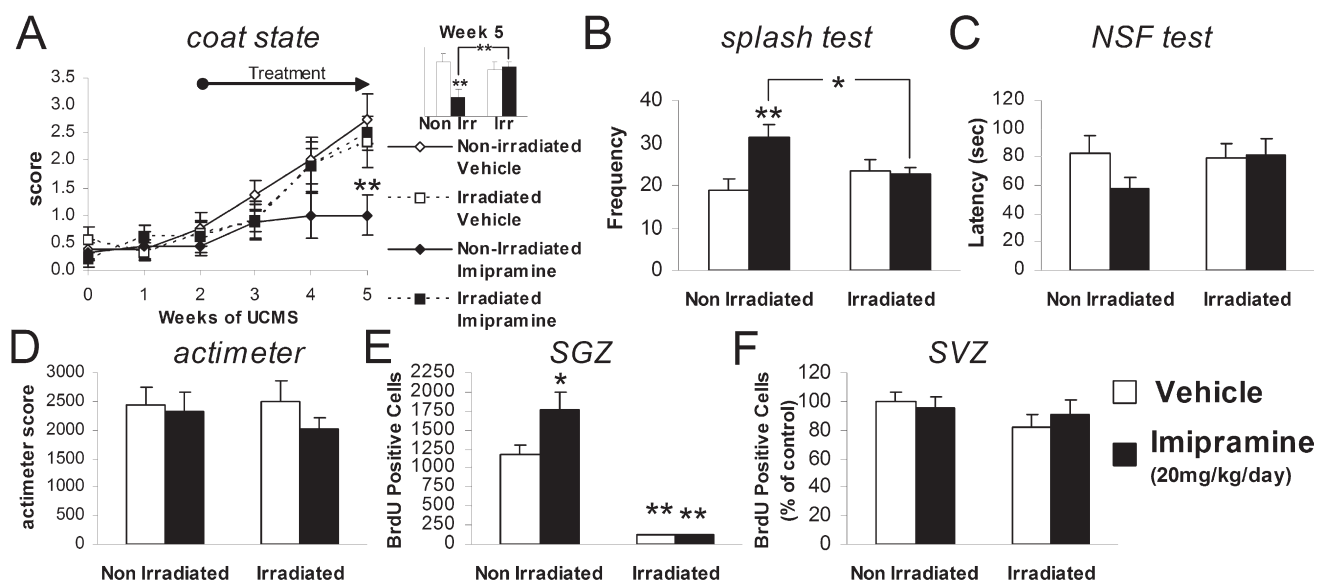 A
coat state
Week 5
**
**
Non Irr
Irr
Treatment
3.5
3.0
2.5
2.0
1.5
1.0
0.5
0.0
score
**
0 1 2 3 4 5
Weeks of UCMS
Non-irradiated
Vehicle
Irradiated
Vehicle
Non-Irradiated
Imipramine
Irradiated
Imipramine
B
splash test
40
30
20
10
0
Frequency
**
*
Non Irradiated
Irradiated
C
NSF test
120
100
80
60
40
20
0
Latency (sec)
Non Irradiated
Irradiated
D
actimeter
3000
2500
2000
1500
1000
500
0
actimeter score
Non Irradiated
Irradiated
E
SGZ
2250
2000
1750
1500
1250
1000
750
500
250
0
BrdU Positive Cells
*
** **
Non Irradiated
Irradiated
F
SVZ
120
100
80
60
40
20
0
BrdU Positive Cells
(% of control)
Non Irradiated
Irradiated
Vehicle
Imipramine
(20mg/kg/day)